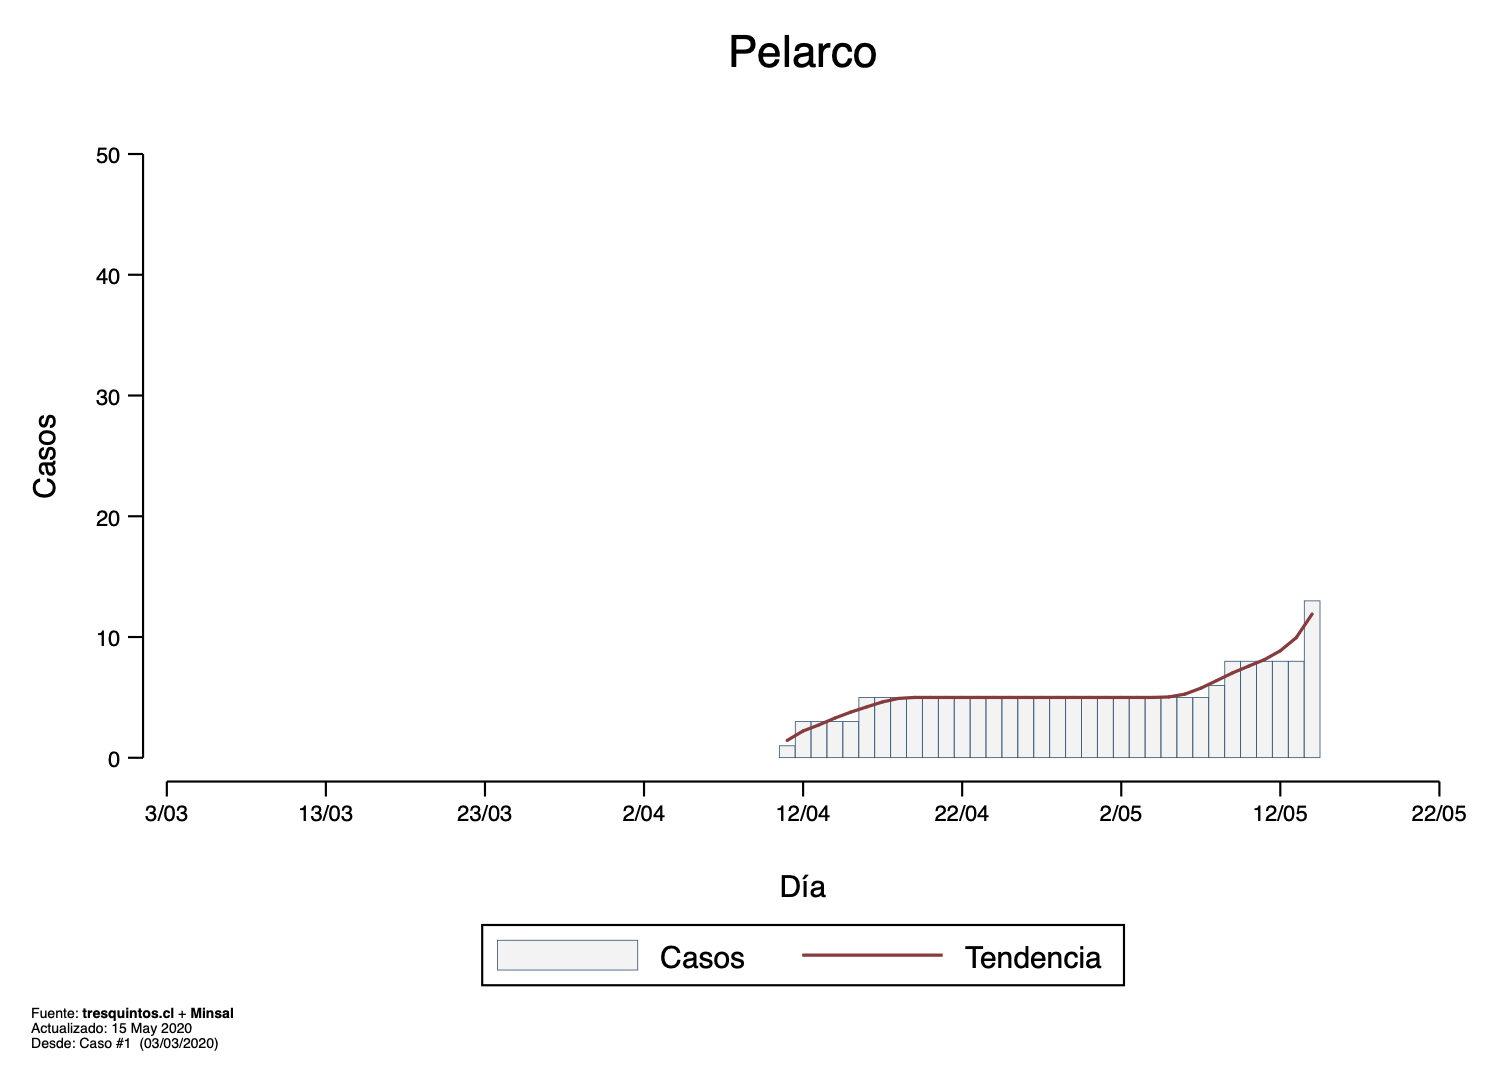 Pelarco
50
40
30
20
10
0
Casos
3/03 13/03 23/03 2/04 12/04 22/04 2/05 12/05 22/05
Día
Casos Tendencia
Fuente: tresquintos.cl + Minsal
Actualizado: 15 May 2020
Desde: Caso #1 (03/03/2020)